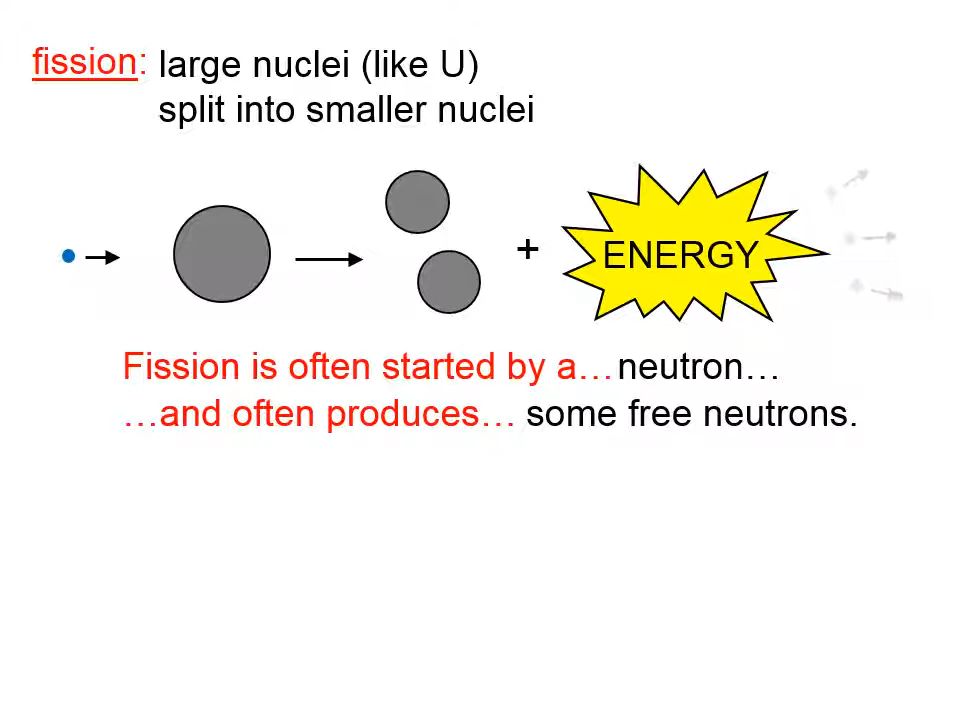 fission: large nuclei (like U)
split into smaller nuclei
+ ENERGY
Fission is often started by a… neutron…
…and often produces… some free neutrons.